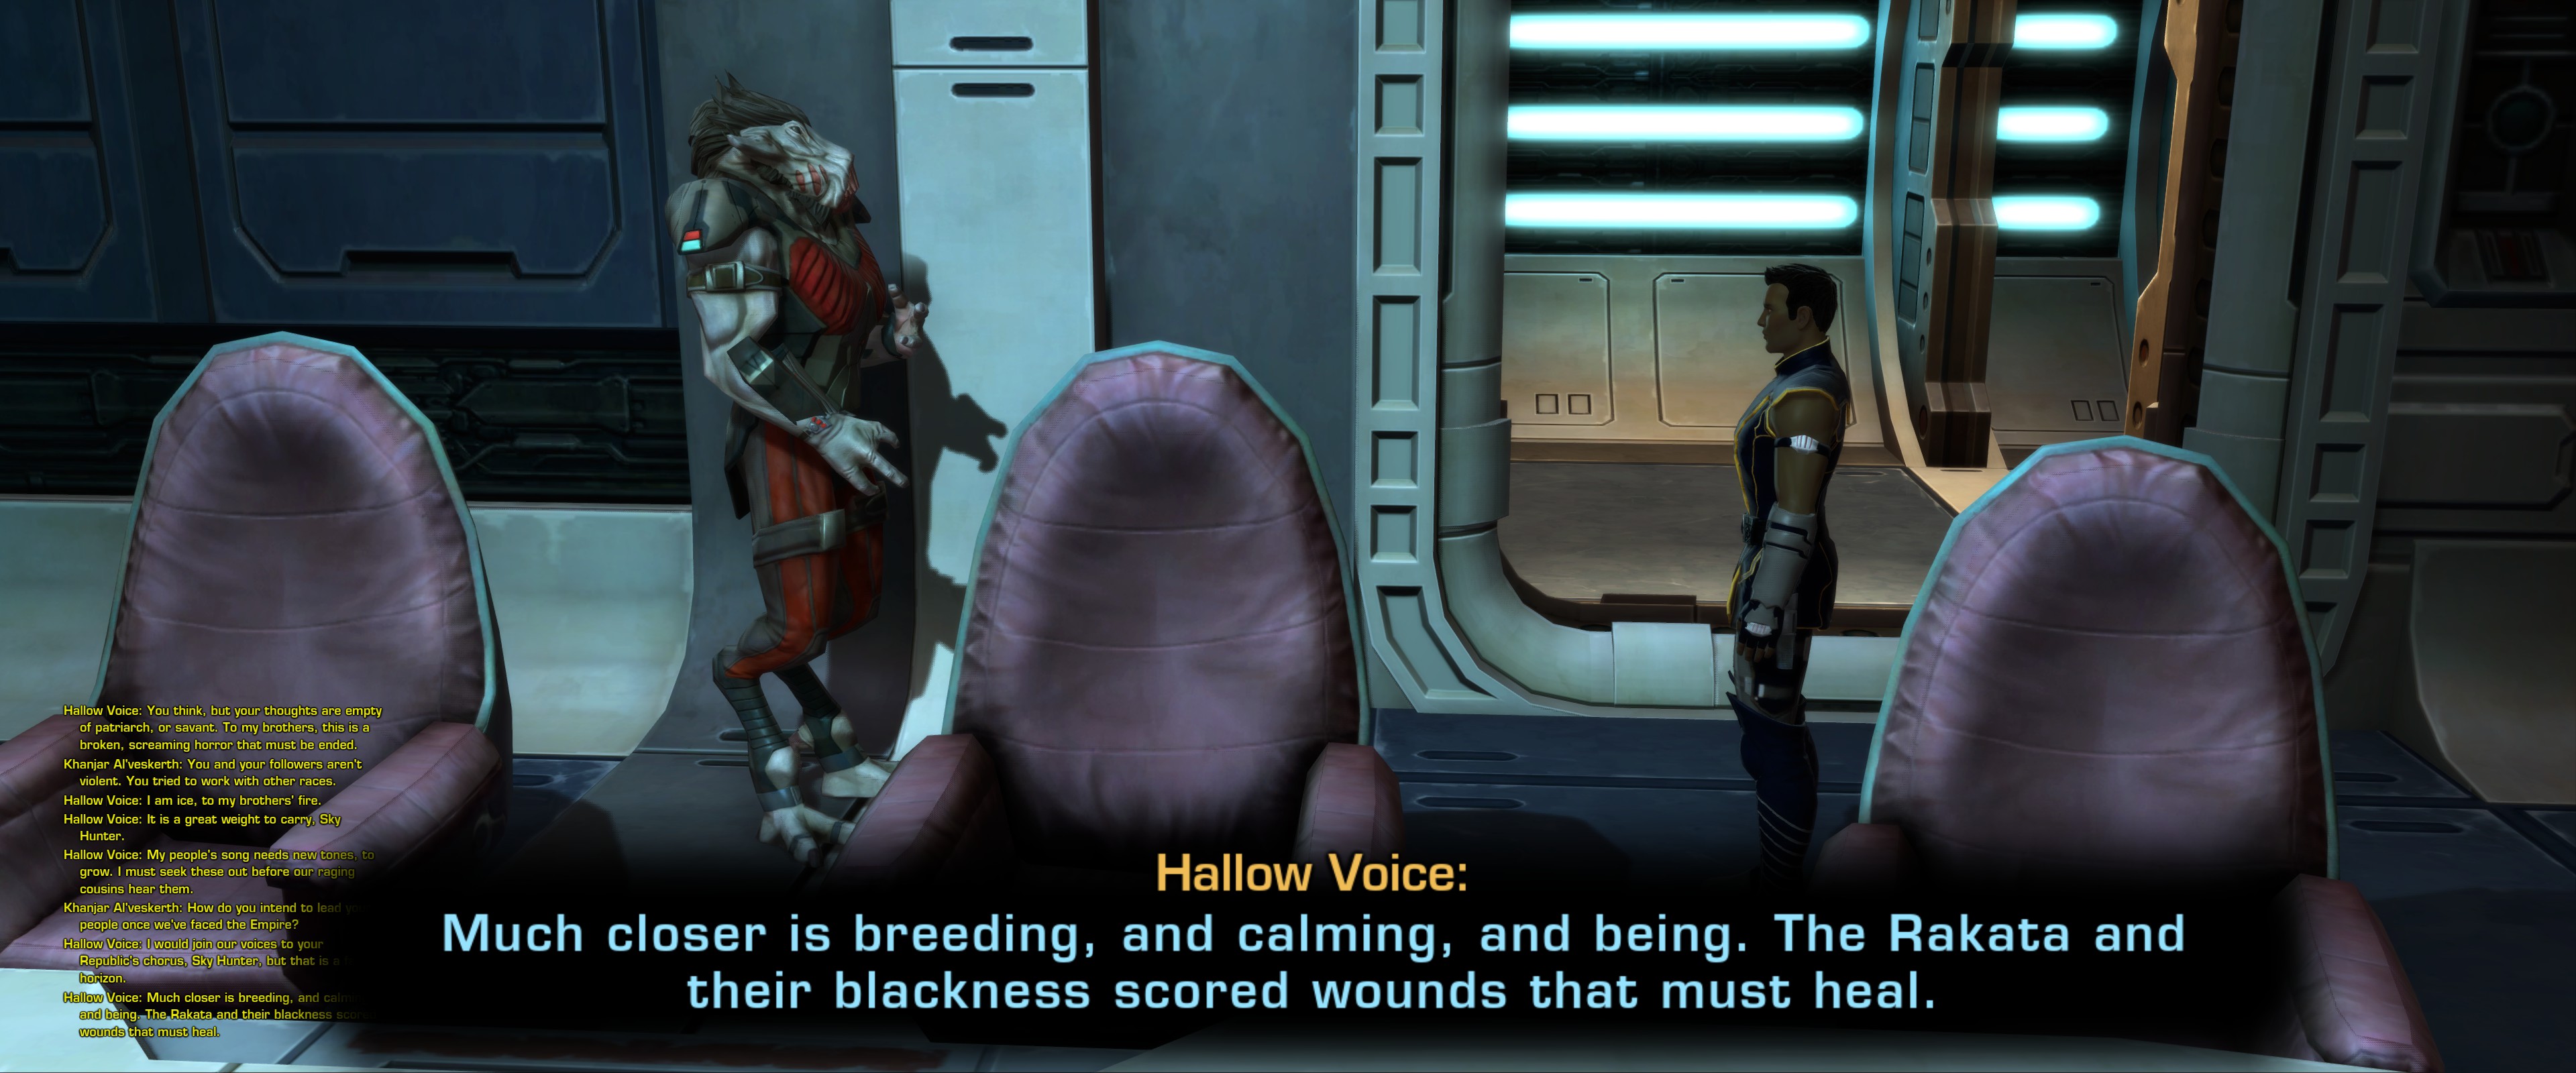 Hallow Voice: You think, but your thoughts are empty
of patriarch, or savant. To my brothers, this is a
broken, screaming horror that must be ended.
Khanjar Al'veskerth: You and your followers aren't
violent. You tried to work with other races.
Hallow Voice: I am ice, to my brothers' fire.
Hallow Voice: It is a great weight to carry, Sky
Hunter.
Hallow Voice: My people's song needs new tones, to
grow. I must seek these out before our raging
cousins hear them.
Khanjar Al'veskerth: How do you intend to lead
people once we've faced the Empire?
Hallow Voice: I would join our voices to your
Republic's chorus, Sky Hunter, but that is a
horizon.
Hallow Voice: Much closer is breeding, and calming,
and being. The Rakata and their blackness scored
wounds that must heal.
Hallow Voice:
Much closer is breeding, and calming, and being. The Rakata and
their blackness scored wounds that must heal.